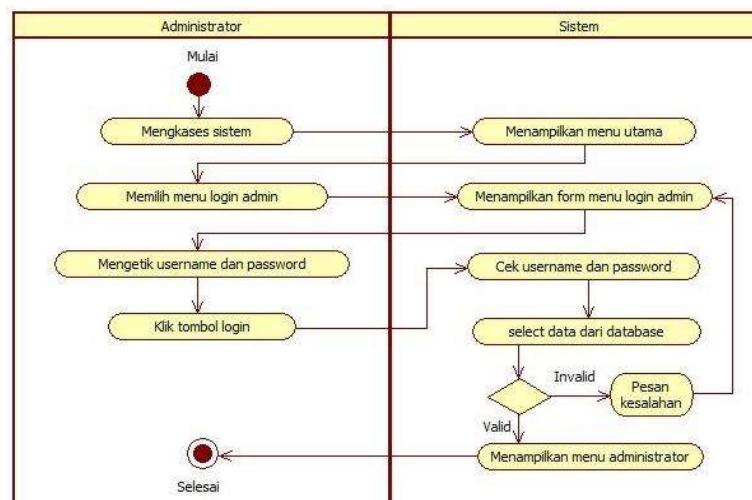 Administrator
Sistem
Mulai
Mengkases sistem
Menampilkan menu utama
Memilih menu login admin
Menampilkan form menu login admin
Mengetik username dan password
Cek username dan password
Klik tombol login
select data dari database
Invalid
Pesan
kesalahan
Valid
Menampilkan menu administrator
Selesai